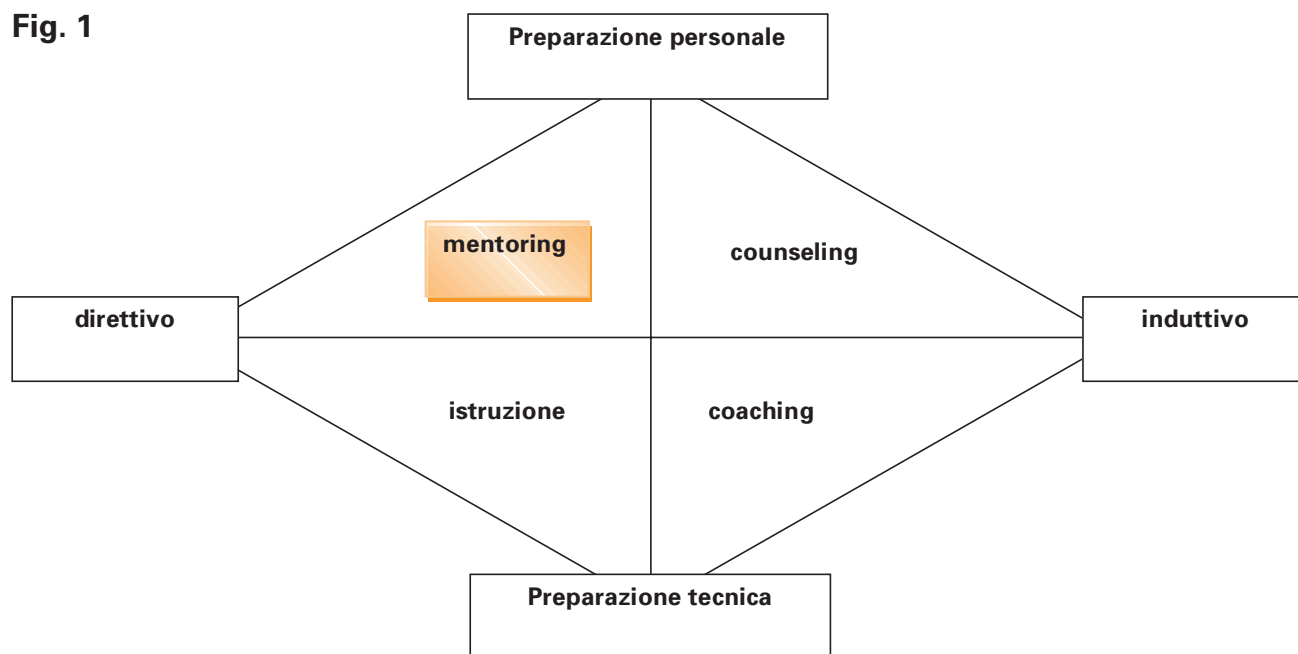 Fig. 1
Preparazione personale
mentoring
counseling
direttivo
induttivo
istruzione
coaching
Preparazione tecnica